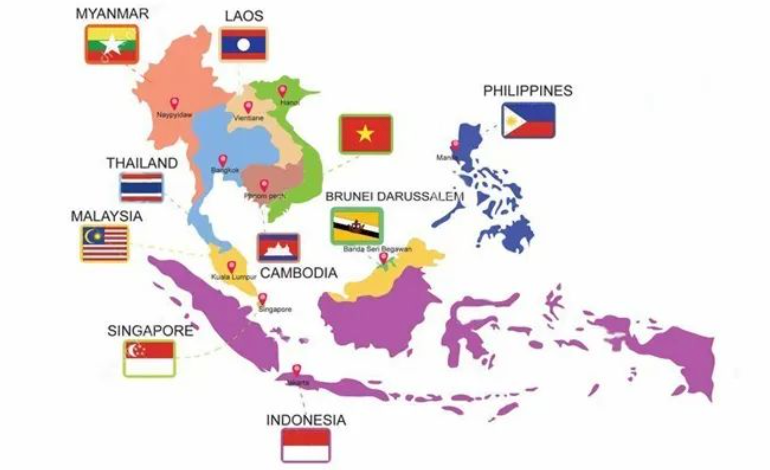 MYANMAR
LAOS
Naypyidaw
Vientiane
Hanoi
PHILIPPINES
Manila
THAILAND
Bangkok
Phnom penh
BRUNEI DARUSSALEM
Banda Seri Begawan
MALAYSIA
Kuala Lumpur
CAMBODIA
Singapore
SINGAPORE
Jakarta
INDONESIA